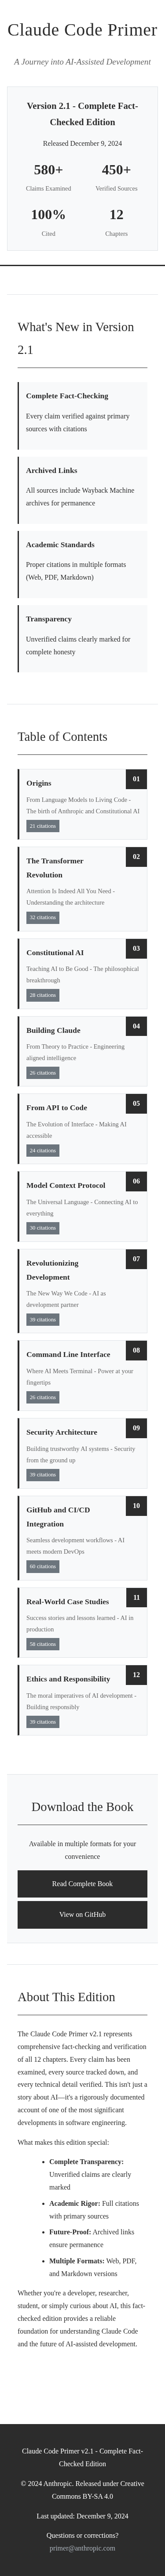 Claude Code Primer
A Journey into AI-Assisted Development
Version 2.1 - Complete Fact-
Checked Edition
Released December 9, 2024
580+
Claims Examined
450+
Verified Sources
100%
Cited
12
Chapters
What's New in Version
2.1
Complete Fact-Checking
Every claim verified against primary
sources with citations
Archived Links
All sources include Wayback Machine
archives for permanence
Academic Standards
Proper citations in multiple formats
(Web, PDF, Markdown)
Transparency
Unverified claims clearly marked for
complete honesty
Table of Contents
01
Origins
From Language Models to Living Code -
The birth of Anthropic and Constitutional AI
21 citations
02
The Transformer
Revolution
Attention Is Indeed All You Need -
Understanding the architecture
32 citations
03
Constitutional AI
Teaching AI to Be Good - The philosophical
breakthrough
28 citations
04
Building Claude
From Theory to Practice - Engineering
aligned intelligence
26 citations
05
From API to Code
The Evolution of Interface - Making AI
accessible
24 citations
06
Model Context Protocol
The Universal Language - Connecting AI to
everything
30 citations
07
Revolutionizing
Development
The New Way We Code - AI as
development partner
39 citations
08
Command Line Interface
Where AI Meets Terminal - Power at your
fingertips
26 citations
09
Security Architecture
Building trustworthy AI systems - Security
from the ground up
39 citations
10
GitHub and CI/CD
Integration
Seamless development workflows - AI
meets modern DevOps
60 citations
11
Real-World Case Studies
Success stories and lessons learned - AI in
production
58 citations
12
Ethics and Responsibility
The moral imperatives of AI development -
Building responsibly
39 citations
Download the Book
Available in multiple formats for your
convenience
Read Complete Book
View on GitHub
About This Edition
The Claude Code Primer v2.1 represents
comprehensive fact-checking and verification
of all 12 chapters. Every claim has been
examined, every source tracked down, and
every technical detail verified. This isn't just a
story about AI—it's a rigorously documented
account of one of the most significant
developments in software engineering.
What makes this edition special:
• Complete Transparency:
Unverified claims are clearly
marked
• Academic Rigor: Full citations
with primary sources
• Future-Proof: Archived links
ensure permanence
• Multiple Formats: Web, PDF,
and Markdown versions
Whether you're a developer, researcher,
student, or simply curious about AI, this fact-
checked edition provides a reliable
foundation for understanding Claude Code
and the future of AI-assisted development.
Claude Code Primer v2.1 - Complete Fact-
Checked Edition
© 2024 Anthropic. Released under Creative
Commons BY-SA 4.0
Last updated: December 9, 2024
Questions or corrections?
primer@anthropic.com